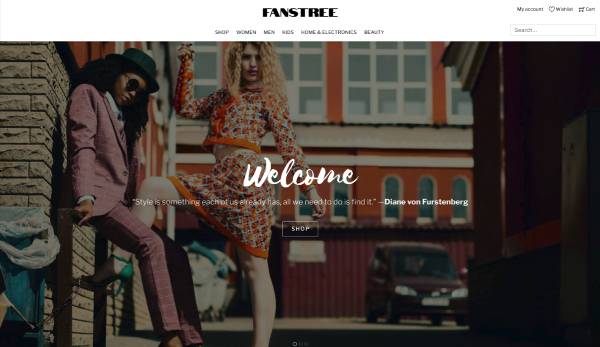 FANSTREE
My account Wishlist Cart
SHOP WOMEN MEN KIDS HOME & ELECTRONICS BEAUTY
Search...
Welcome
"Style is something each of us already has, all we need to do is find it." —Diane von Furstenberg
SHOP